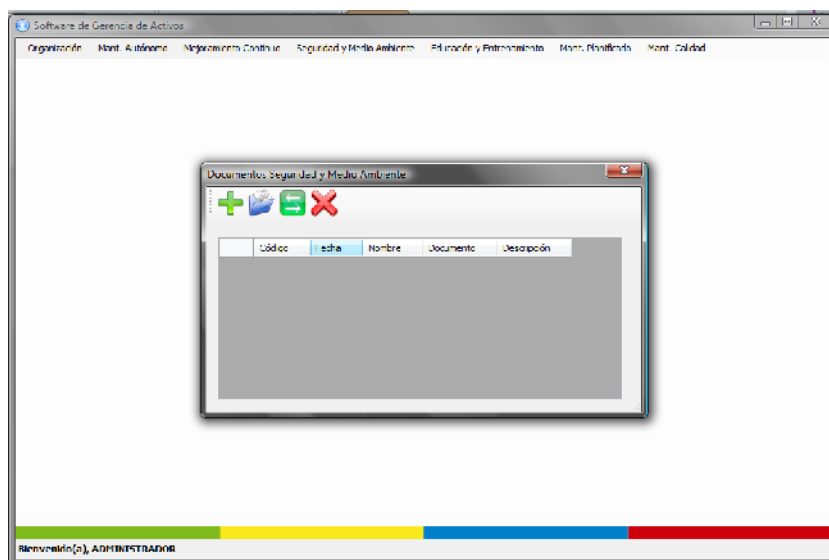 Software de Gerencia de Activos
Organización Mant. Autónomo Mejoramiento Continuo Seguridad y Medio Ambiente Educación y Entrenamiento Mant. Planificado Mant. Calidad
Documentos Seguridad y Medio Ambiente
Código Fecha Nombre Documento Descripción
Bienvenido(a), ADMINISTRADOR